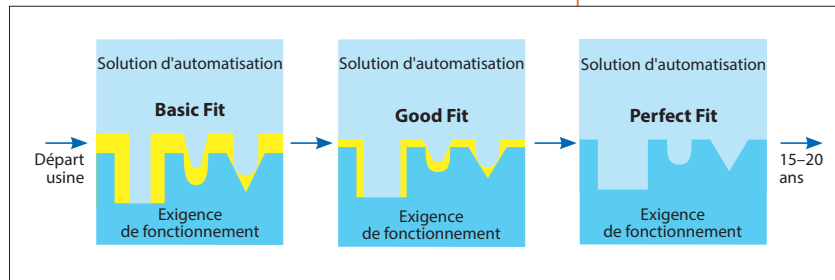 Solution d'automatisation
Basic Fit
Exigence
de fonctionnement
Solution d'automatisation
Good Fit
Exigence
de fonctionnement
Solution d'automatisation
Perfect Fit
Exigence
de fonctionnement
Départ
usine
15–20
ans